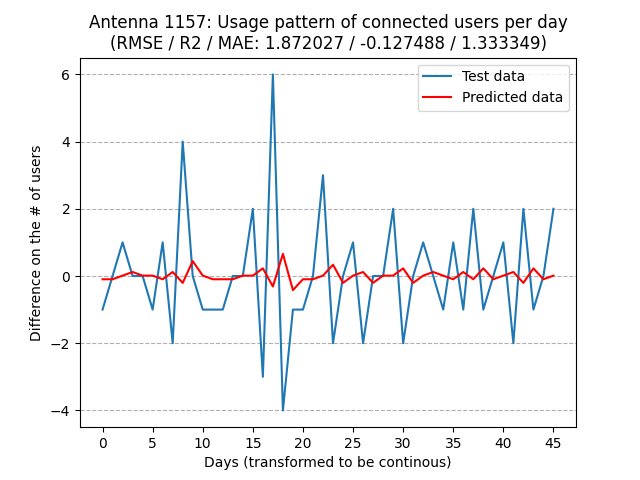 Antenna 1157: Usage pattern of connected users per day
(RMSE / R2 / MAE: 1.872027 / -0.127488 / 1.333349)
Test data
Predicted data
Difference on the # of users
6
4
2
0
−2
−4
0 5 10 15 20 25 30 35 40 45
Days (transformed to be continous)